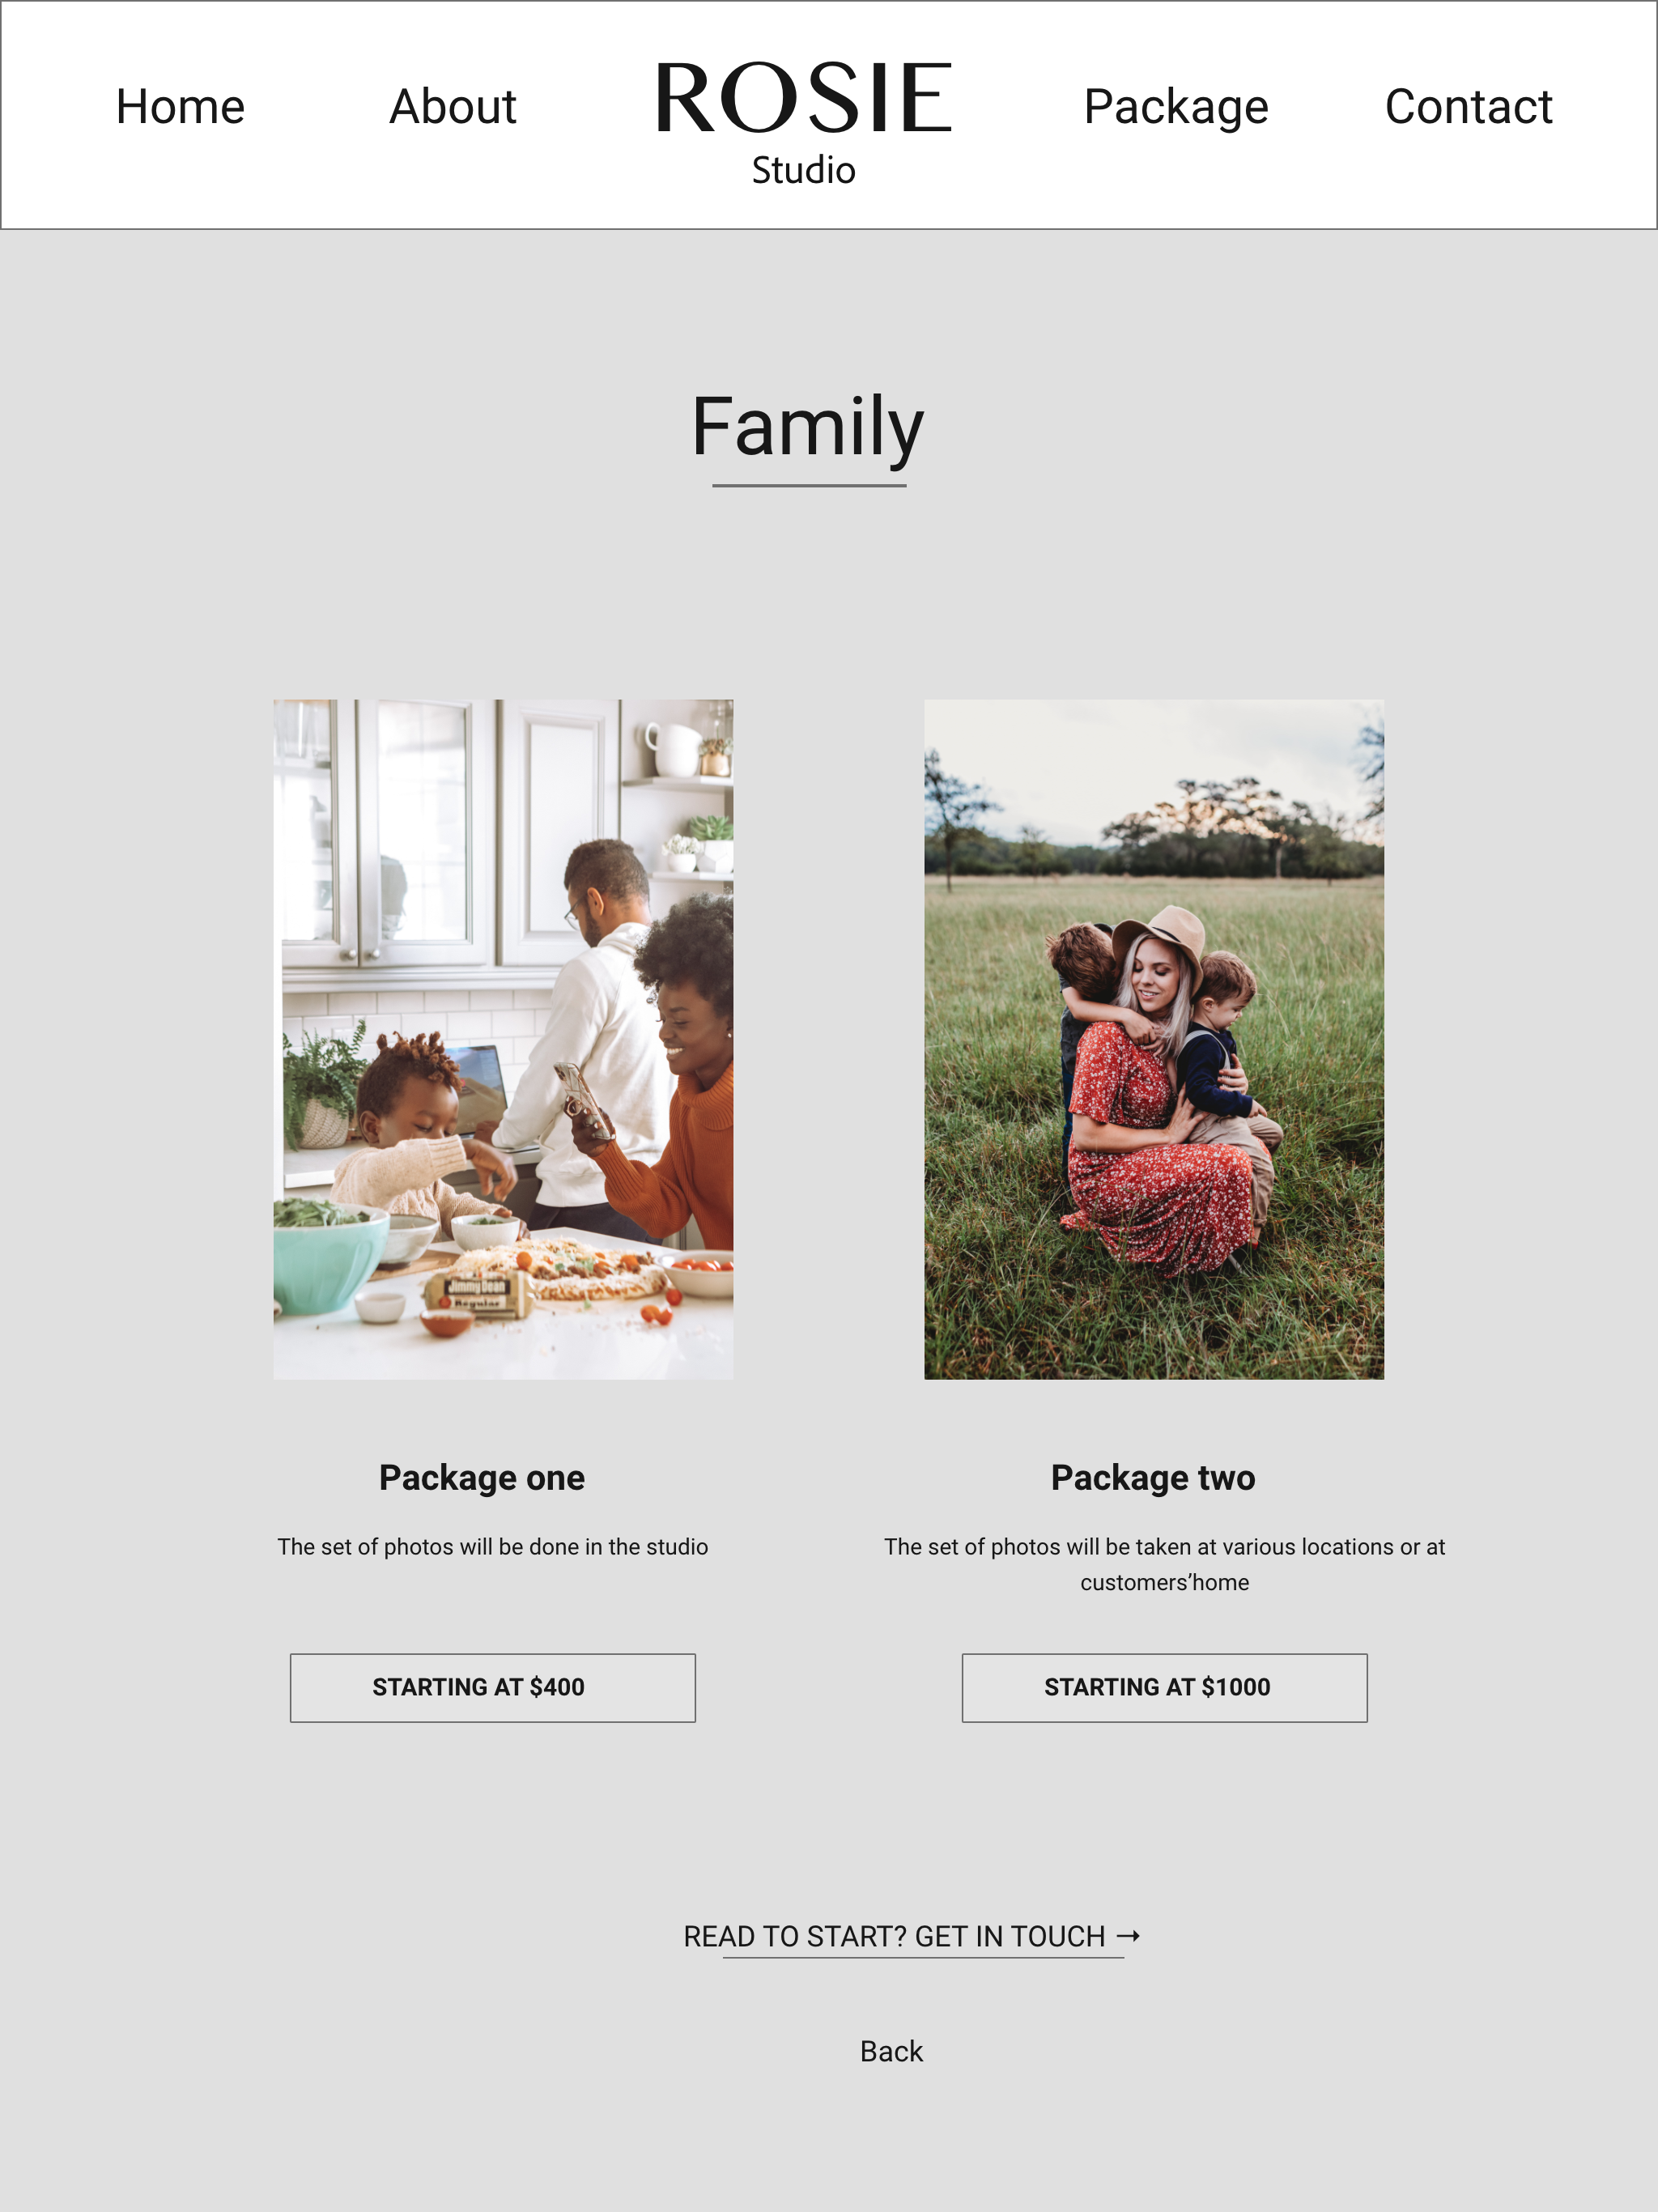 Home
About
ROSIE
Studio
Package
Contact
Family
Jimmy Dean
Regular
Package one
The set of photos will be done in the studio
STARTING AT $400
Package two
The set of photos will be taken at various locations or at
customers’home
STARTING AT $1000
READ TO START? GET IN TOUCH →
Back